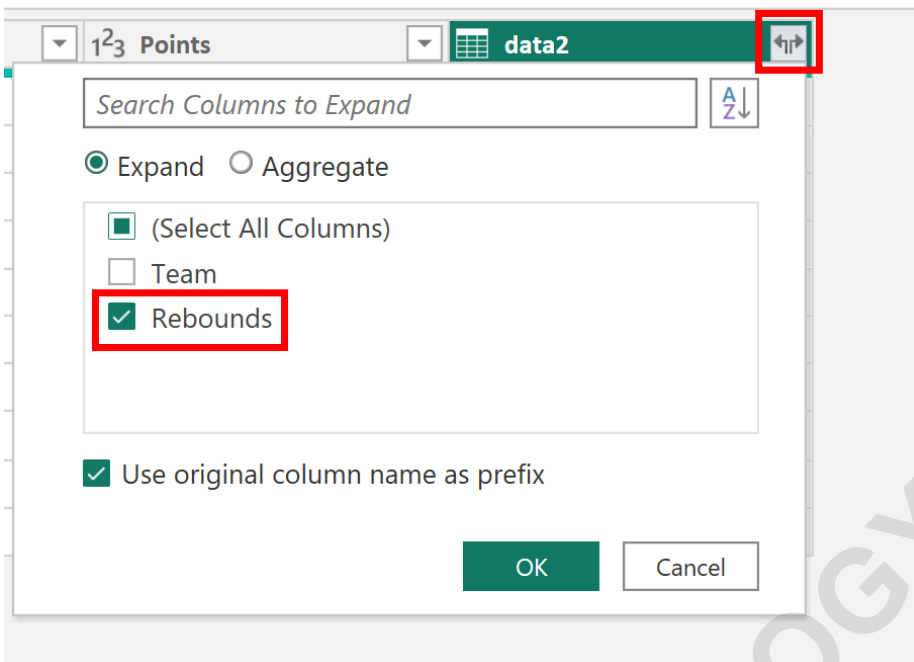 1²3 Points data2
Search Columns to Expand
A
Z
Expand Aggregate
(Select All Columns)
Team
Rebounds
Use original column name as prefix
OK Cancel
OGY